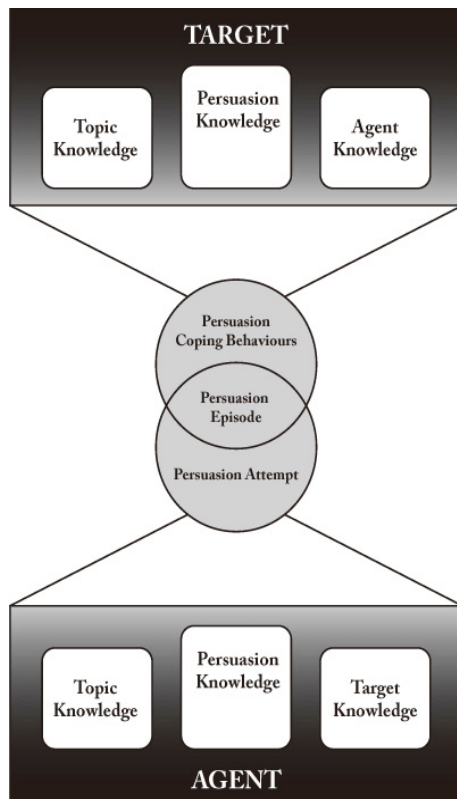 TARGET
Topic
Knowledge
Persuasion
Knowledge
Agent
Knowledge
Persuasion
Coping Behaviours
Persuasion
Episode
Persuasion Attempt
Topic
Knowledge
Persuasion
Knowledge
Target
Knowledge
AGENT